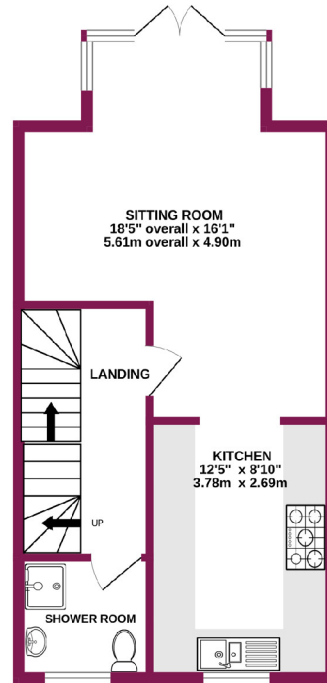 SITTING ROOM
18'5" overall x 16'1"
5.61m overall x 4.90m
LANDING
KITCHEN
12'5" x 8'10"
3.78m x 2.69m
UP
SHOWER ROOM